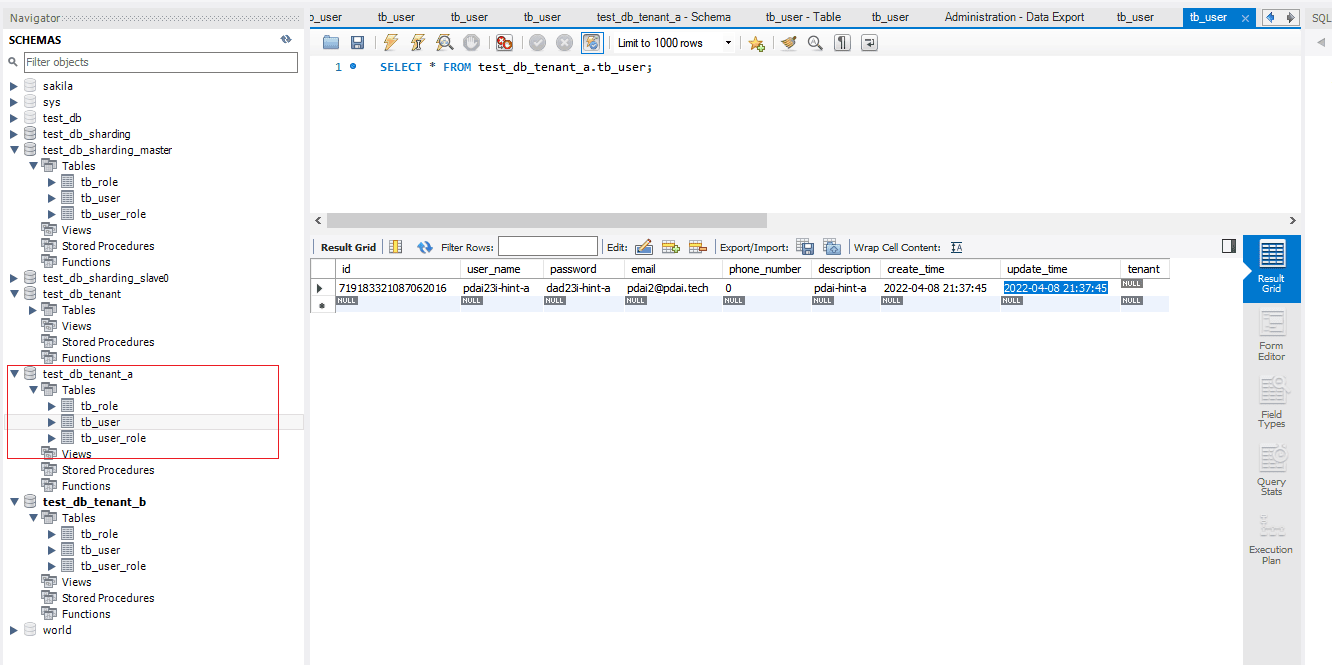 Navigator
SCHEMAS
Filter objects
sakila
sys
test_db
test_db_sharding
test_db_sharding_master
Tables
tb_role
tb_user
tb_user_role
Views
Stored Procedures
Functions
test_db_sharding_slave0
test_db_tenant
Tables
Views
Stored Procedures
Functions
test_db_tenant_a
Tables
tb_role
tb_user
tb_user_role
Views
Stored Procedures
Functions
test_db_tenant_b
Tables
tb_role
tb_user
tb_user_role
Views
Stored Procedures
Functions
world
b_user tb_user tb_user tb_user test_db_tenant_a - Schema tb_user - Table tb_user Administration - Data Export tb_user tb_user SQL
Limit to 1000 rows
1 SELECT * FROM test_db_tenant_a.tb_user;
Result Grid Filter Rows: Edit: Export/Import: Wrap Cell Content: IA
id user_name password email phone_number description create_time update_time tenant
719183321087062016 pdai23i-hint-a dad23i-hint-a pdai2@pdai.tech 0 pdai-hint-a 2022-04-08 21:37:45 2022-04-08 21:37:45 NULL
NULL NULL NULL NULL NULL NULL NULL NULL NULL
Result
Grid
Form
Editor
Field
Types
Query
Stats
Execution
Plan